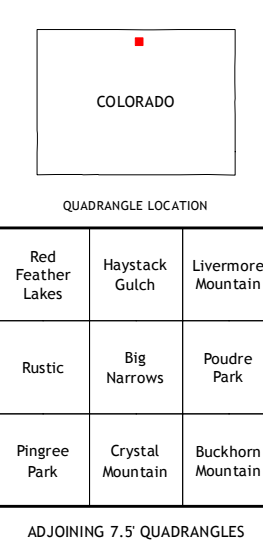 COLORADO
QUADRANGLE LOCATION
Red
Feather
Lakes
Haystack
Gulch
Livermore
Mountain
Rustic
Big
Narrows
Poudre
Park
Pingree
Park
Crystal
Mountain
Buckhorn
Mountain
ADJOINING 7.5' QUADRANGLES